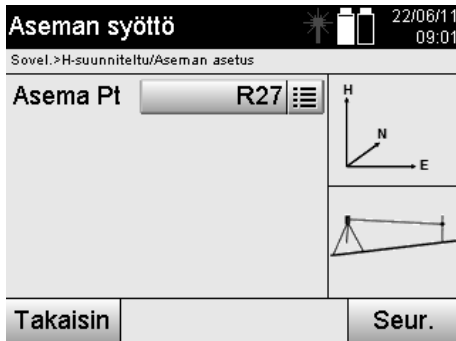 Aseman syöttö
22/06/11
09:01
Sovel.>H-suunniteltu/Aseman asetus
Asema Pt R27
H
N
E
Takaisin Seur.